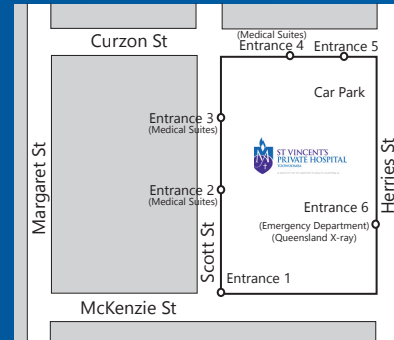 Curzon St
(Medical Suites)
Entrance 4
Entrance 5
Car Park
Entrance 3
(Medical Suites)
ST VINCENT'S
PRIVATE HOSPITAL
TOOWOOMBA
Margaret St
Herries St
Entrance 2
(Medical Suites)
Entrance 6
(Emergency Department)
(Queensland X-ray)
Scott St
Entrance 1
McKenzie St